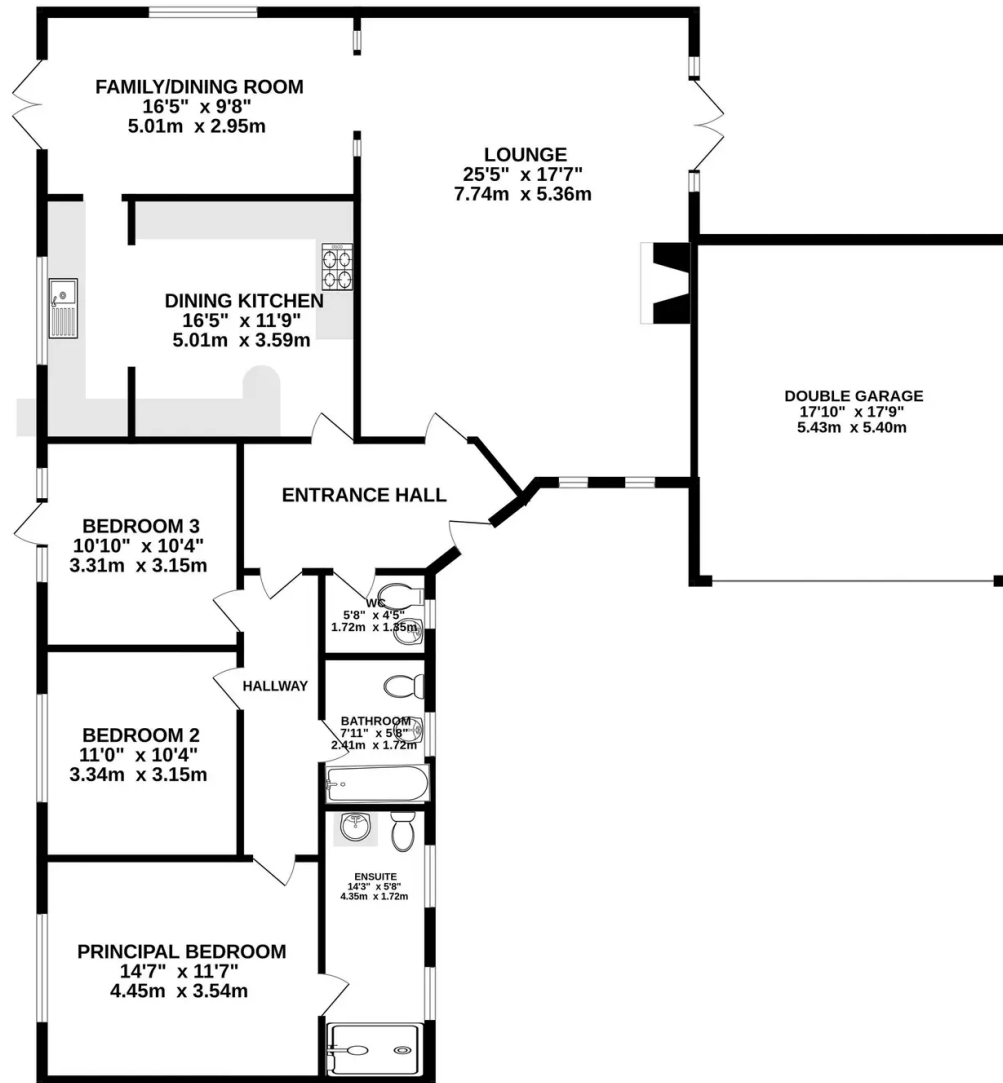 FAMILY/DINING ROOM
16'5" x 9'8"
5.01m x 2.95m
LOUNGE
25'5" x 17'7"
7.74m x 5.36m
DINING KITCHEN
16'5" x 11'9"
5.01m x 3.59m
DOUBLE GARAGE
17'10" x 17'9"
5.43m x 5.40m
ENTRANCE HALL
BEDROOM 3
10'10" x 10'4"
3.31m x 3.15m
WC
5'8" x 4'5"
1.72m x 1.35m
HALLWAY
BATHROOM
7'11" x 5'8"
2.41m x 1.72m
BEDROOM 2
11'0" x 10'4"
3.34m x 3.15m
ENSUITE
14'3" x 5'8"
4.35m x 1.72m
PRINCIPAL BEDROOM
14'7" x 11'7"
4.45m x 3.54m